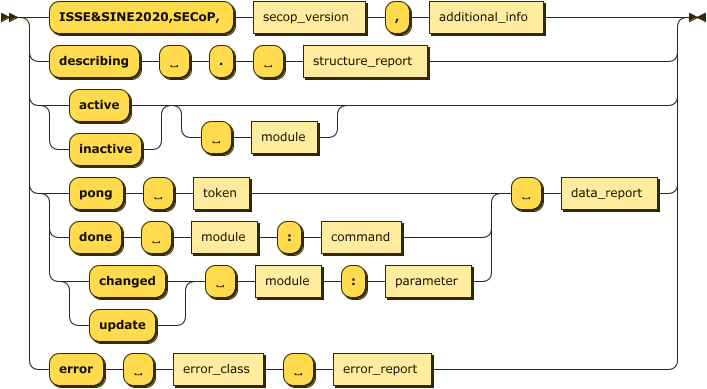 ISSE&SINE2020,SECoP, secop_version , additional_info
describing ␣ . ␣ structure_report
active
inactive ␣ module
pong ␣ token ␣ data_report
done ␣ module : command
changed ␣ module : parameter
update
error ␣ error_class ␣ error_report